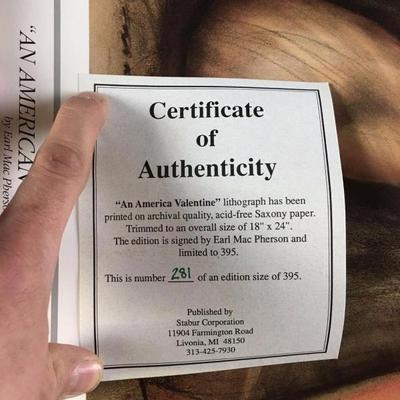 "AN AMERICAN
by Earl Mac Pherso
Certificate
of
Authenticity
"An America Valentine" lithograph has been
printed on archival quality, acid-free Saxony paper.
Trimmed to an overall size of 18" x 24".
The edition is signed by Earl Mac Pherson and
limited to 395.
This is number 281 of an edition size of 395.
Published by
Stabur Corporation
11904 Farmington Road
Livonia, MI 48150
313-425-7930